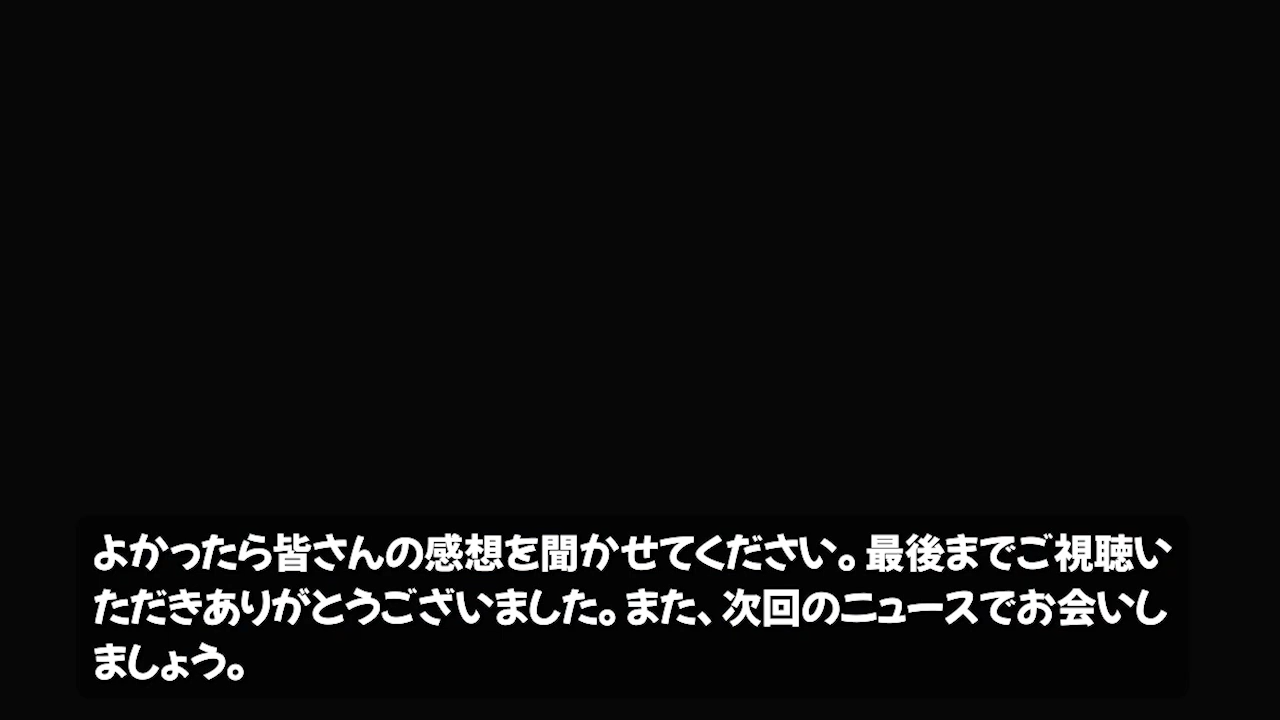 よかったら皆さんの感想を聞かせてください。最後までご視聴い
ただきありがとうございました。また、次回のニュースでお会いし
ましょう。